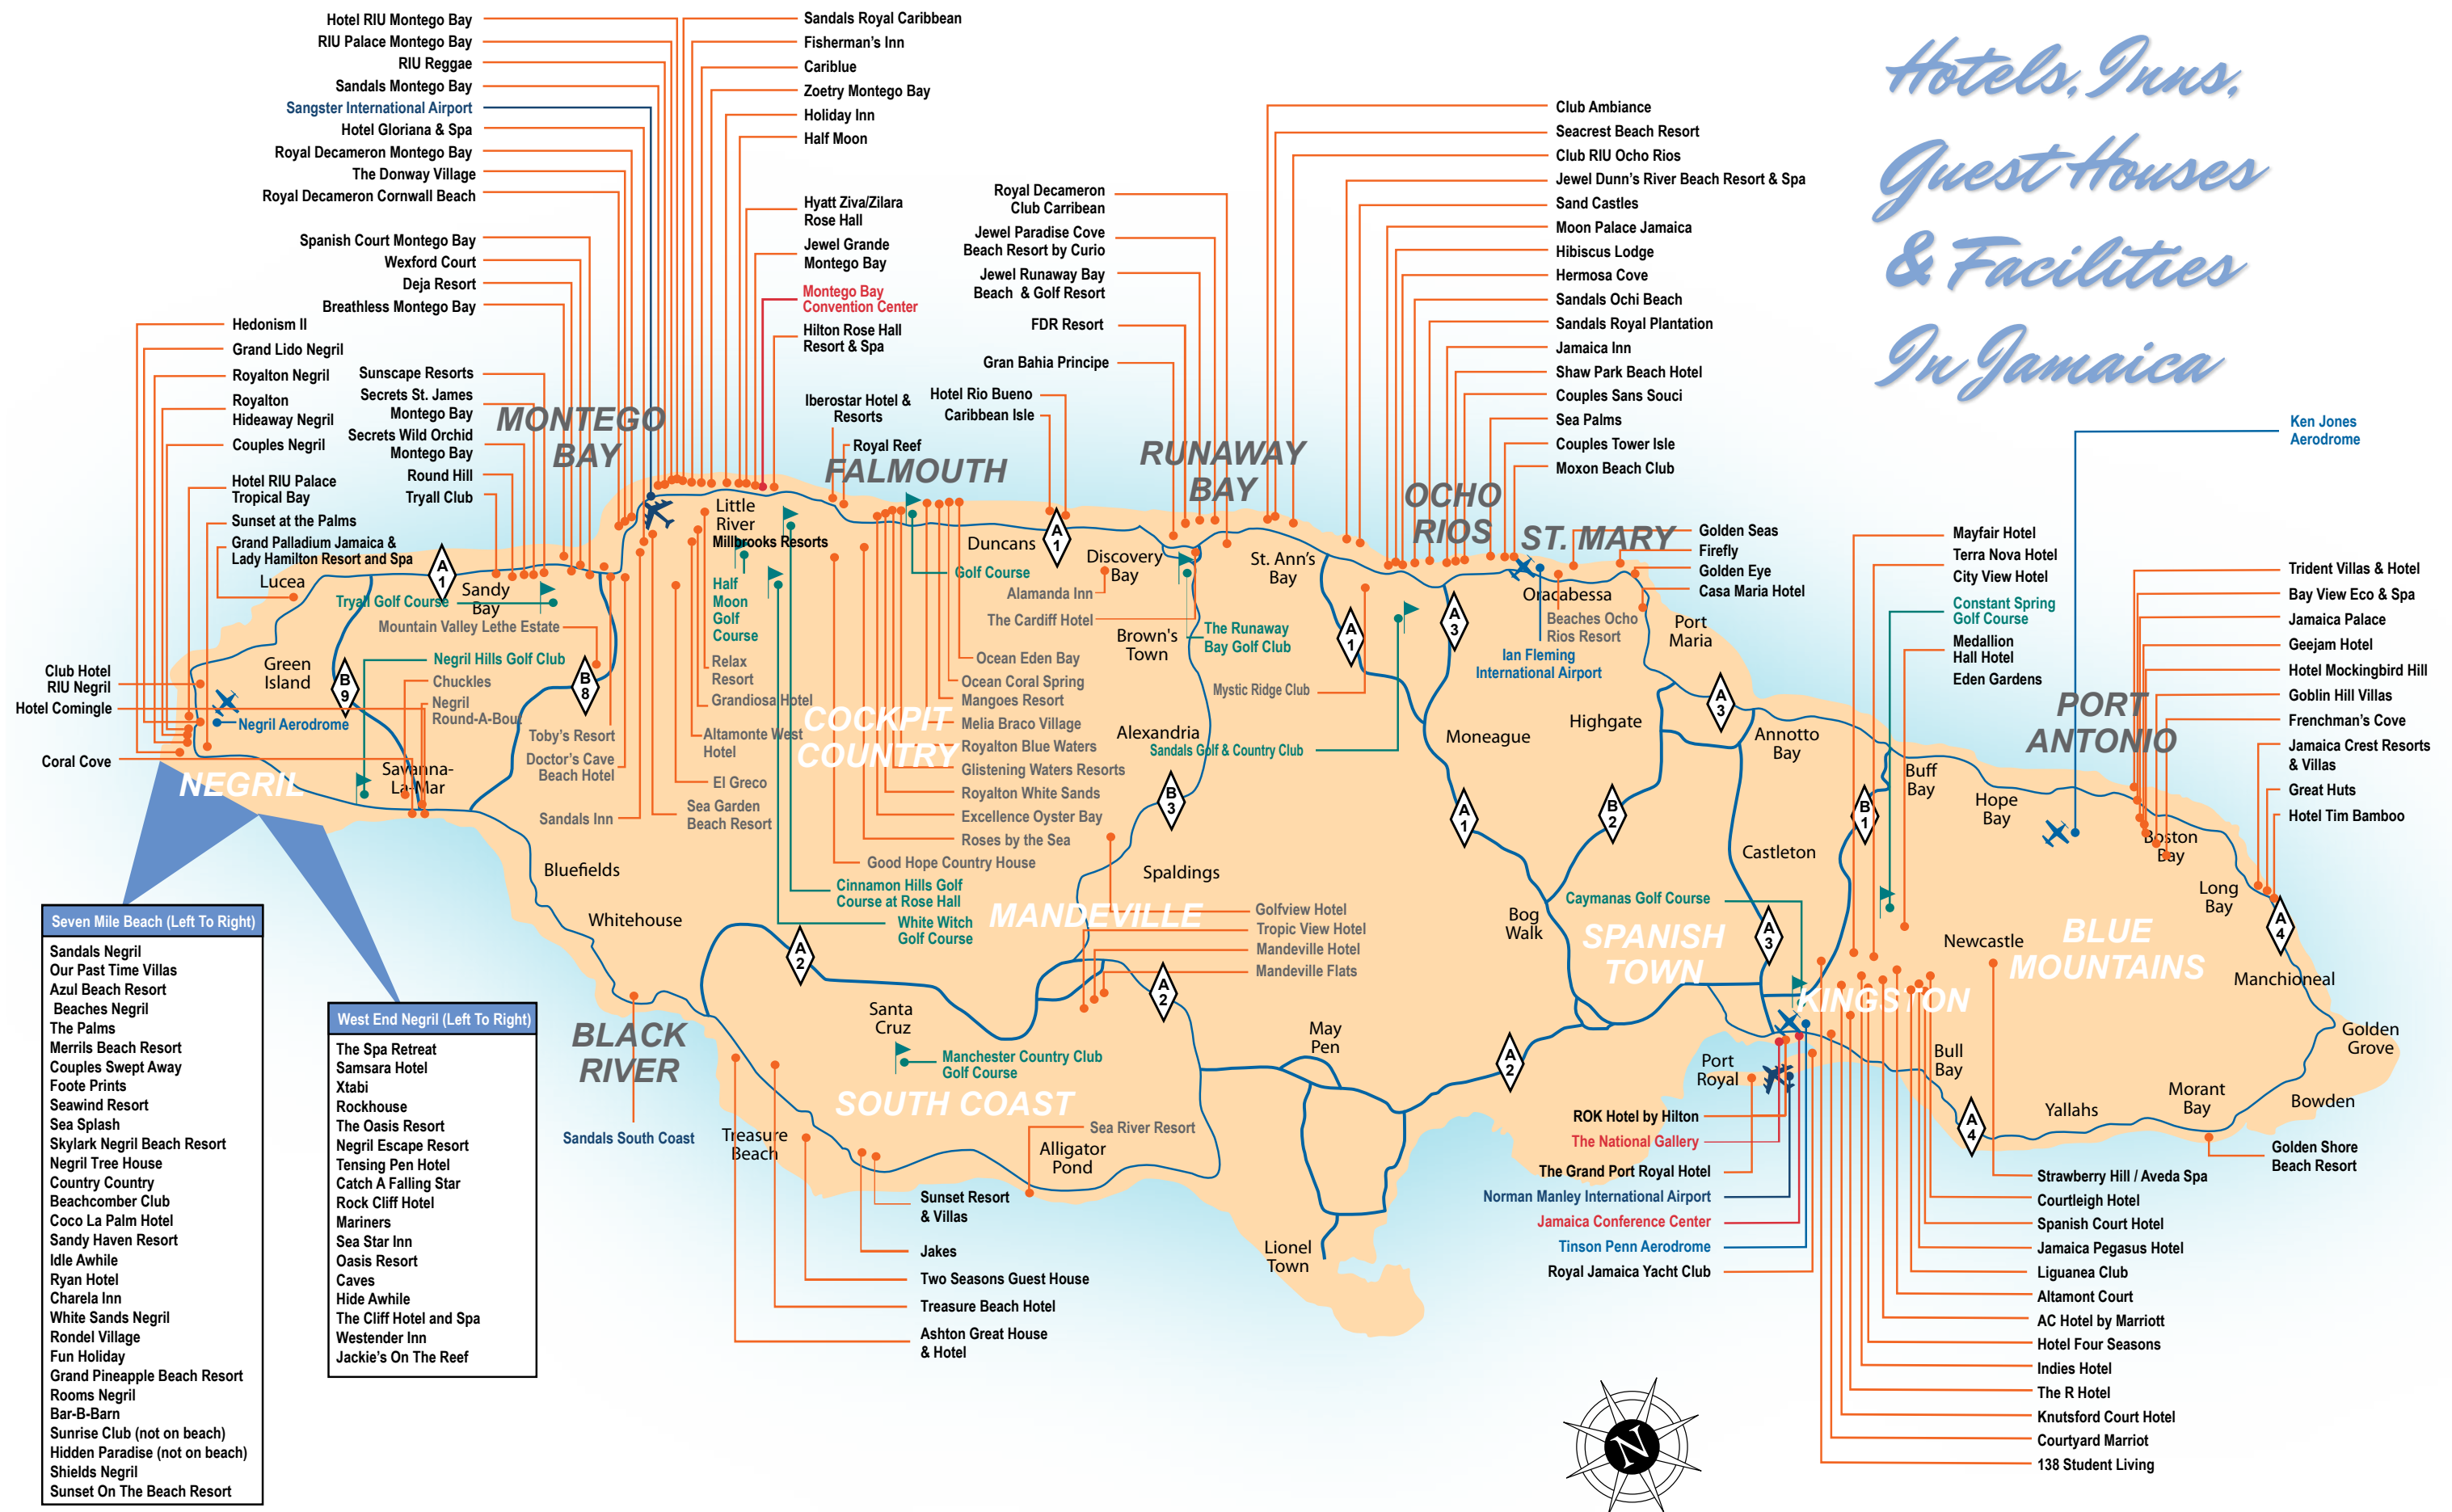 Hotels, Inns,
Guest Houses
& Facilities
In Jamaica
Hotel RIU Montego Bay
RIU Palace Montego Bay
RIU Reggae
Sandals Montego Bay
Sangster International Airport
Hotel Gloriana & Spa
Royal Decameron Montego Bay
The Donway Village
Royal Decameron Cornwall Beach
Spanish Court Montego Bay
Wexford Court
Deja Resort
Breathless Montego Bay
Hedonism II
Grand Lido Negril
Royalton Negril
Royalton
Hideaway Negril
Couples Negril
Hotel RIU Palace
Tropical Bay
Sunset at the Palms
Grand Palladium Jamaica &
Lady Hamilton Resort and Spa
Sunscape Resorts
Secrets St. James
Montego Bay
Secrets Wild Orchid
Montego Bay
Round Hill
Tryall Club
Sandals Royal Caribbean
Fisherman's Inn
Cariblue
Zoetry Montego Bay
Holiday Inn
Half Moon
Hyatt Ziva/Zilara
Rose Hall
Jewel Grande
Montego Bay
Montego Bay
Convention Center
Hilton Rose Hall
Resort & Spa
Iberostar Hotel &
Resorts
Royal Reef
Royal Decameron
Club Carribean
Jewel Paradise Cove
Beach Resort by Curio
Jewel Runaway Bay
Beach & Golf Resort
FDR Resort
Gran Bahia Principe
Hotel Rio Bueno
Caribbean Isle
Club Ambiance
Seacrest Beach Resort
Club RIU Ocho Rios
Jewel Dunn's River Beach Resort & Spa
Sand Castles
Moon Palace Jamaica
Hibiscus Lodge
Hermosa Cove
Sandals Ochi Beach
Sandals Royal Plantation
Jamaica Inn
Shaw Park Beach Hotel
Couples Sans Souci
Sea Palms
Couples Tower Isle
Moxon Beach Club
Ken Jones
Aerodrome
MONTEGO
BAY
FALMOUTH
RUNAWAY
BAY
OCHO
RIOS
ST. MARY
Golden Seas
Firefly
Golden Eye
Casa Maria Hotel
Mayfair Hotel
Terra Nova Hotel
City View Hotel
Constant Spring
Golf Course
Medallion
Hall Hotel
Eden Gardens
Trident Villas & Hotel
Bay View Eco & Spa
Jamaica Palace
Geejam Hotel
Hotel Mockingbird Hill
Goblin Hill Villas
Frenchman's Cove
Jamaica Crest Resorts
& Villas
Great Huts
Hotel Tim Bamboo
PORT
ANTONIO
Lucea
A
1
Sandy
Bay
Tryall Golf Course
Mountain Valley Lethe Estate
Negril Hills Golf Club
Chuckles
Negril
Round-A-Bou
Green
Island
B
9
B
8
Club Hotel
RIU Negril
Hotel Comingle
Negril Aerodrome
Coral Cove
NEGRIL
Savanna-
La-Mar
Toby's Resort
Doctor's Cave
Beach Hotel
Sandals Inn
Little
River
Millbrooks Resorts
Half
Moon
Golf
Course
Relax
Resort
Grandiosa Hotel
Altamonte West
Hotel
El Greco
Sea Garden
Beach Resort
COCKPIT
COUNTRY
Duncans
A
1
Golf Course
Discovery
Bay
Alamanda Inn
The Cardiff Hotel
Brown's
Town
The Runaway
Bay Golf Club
Ocean Eden Bay
Ocean Coral Spring
Mangoes Resort
Melia Braco Village
Royalton Blue Waters
Glistening Waters Resorts
Royalton White Sands
Excellence Oyster Bay
Roses by the Sea
Good Hope Country House
Cinnamon Hills Golf
Course at Rose Hall
White Witch
Golf Course
St. Ann's
Bay
A
1
A
3
Mystic Ridge Club
Sandals Golf & Country Club
Alexandria
B
3
Spaldings
Oracabessa
Beaches Ocho
Rios Resort
Ian Fleming
International Airport
Port
Maria
A
3
Highgate
Moneague
Annotto
Bay
A
1
B
2
Castleton
B
1
Buff
Bay
Hope
Bay
Boston
Bay
Long
Bay
A
4
Manchioneal
Golden
Grove
Bowden
Morant
Bay
Yallahs
Golden Shore
Beach Resort
BLUE
MOUNTAINS
Newcastle
Caymanas Golf Course
Bog
Walk
SPANISH
TOWN
A
3
KINGSTON
Bull
Bay
A
4
Port
Royal
Bluefields
Whitehouse
MANDEVILLE
Golfview Hotel
Tropic View Hotel
Mandeville Hotel
Mandeville Flats
A
2
A
2
A
2
Santa
Cruz
Manchester Country Club
Golf Course
BLACK
RIVER
SOUTH COAST
Sandals South Coast
Treasure
Beach
Sea River Resort
Alligator
Pond
May
Pen
Lionel
Town
Sunset Resort
& Villas
Jakes
Two Seasons Guest House
Treasure Beach Hotel
Ashton Great House
& Hotel
ROK Hotel by Hilton
The National Gallery
The Grand Port Royal Hotel
Norman Manley International Airport
Jamaica Conference Center
Tinson Penn Aerodrome
Royal Jamaica Yacht Club
Strawberry Hill / Aveda Spa
Courtleigh Hotel
Spanish Court Hotel
Jamaica Pegasus Hotel
Liguanea Club
Altamont Court
AC Hotel by Marriott
Hotel Four Seasons
Indies Hotel
The R Hotel
Knutsford Court Hotel
Courtyard Marriot
138 Student Living
Seven Mile Beach (Left To Right)
Sandals Negril
Our Past Time Villas
Azul Beach Resort
Beaches Negril
The Palms
Merrils Beach Resort
Couples Swept Away
Foote Prints
Seawind Resort
Sea Splash
Skylark Negril Beach Resort
Negril Tree House
Country Country
Beachcomber Club
Coco La Palm Hotel
Sandy Haven Resort
Idle Awhile
Ryan Hotel
Charela Inn
White Sands Negril
Rondel Village
Fun Holiday
Grand Pineapple Beach Resort
Rooms Negril
Bar-B-Barn
Sunrise Club (not on beach)
Hidden Paradise (not on beach)
Shields Negril
Sunset On The Beach Resort
West End Negril (Left To Right)
The Spa Retreat
Samsara Hotel
Xtabi
Rockhouse
The Oasis Resort
Negril Escape Resort
Tensing Pen Hotel
Catch A Falling Star
Rock Cliff Hotel
Mariners
Sea Star Inn
Oasis Resort
Caves
Hide Awhile
The Cliff Hotel and Spa
Westender Inn
Jackie's On The Reef
N